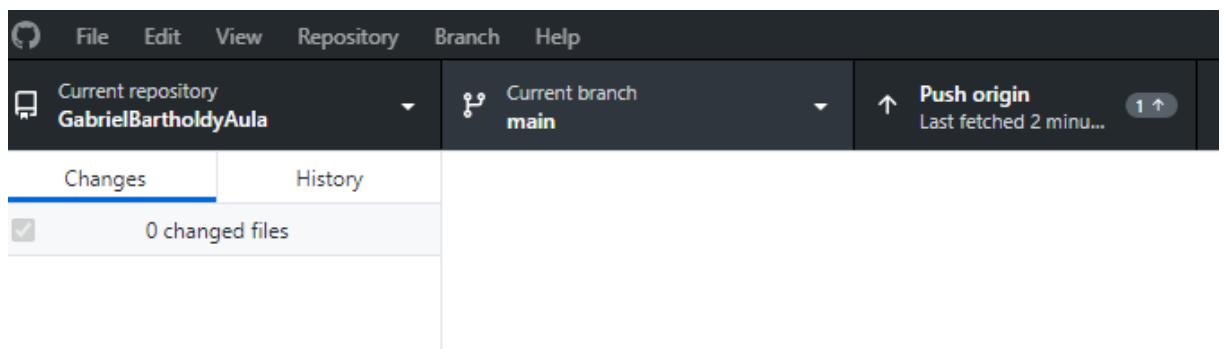 File Edit View Repository Branch Help
Current repository
GabrielBartholdyAula
Current branch
main
Push origin
Last fetched 2 minu...
1
Changes History
0 changed files